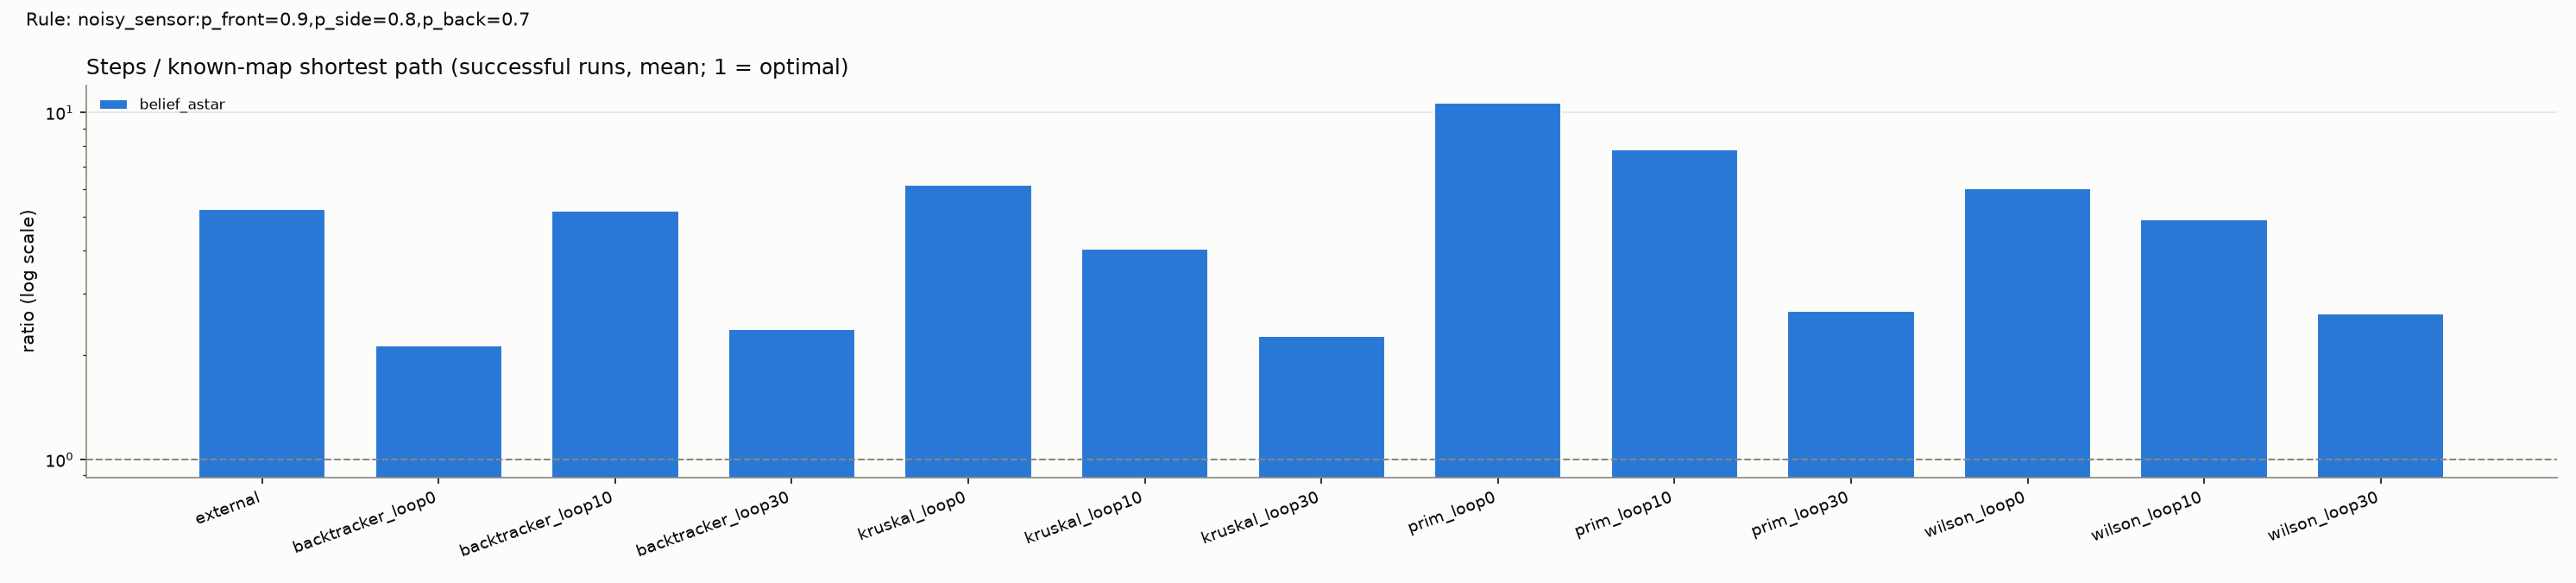 Rule: noisy_sensor:p_front=0.9,p_side=0.8,p_back=0.7
Steps / known-map shortest path (successful runs, mean; 1 = optimal)
belief_astar
10¹
10⁰
ratio (log scale)
external
backtracker_loop0
backtracker_loop10
backtracker_loop30
kruskal_loop0
kruskal_loop10
kruskal_loop30
prim_loop0
prim_loop10
prim_loop30
wilson_loop0
wilson_loop10
wilson_loop30